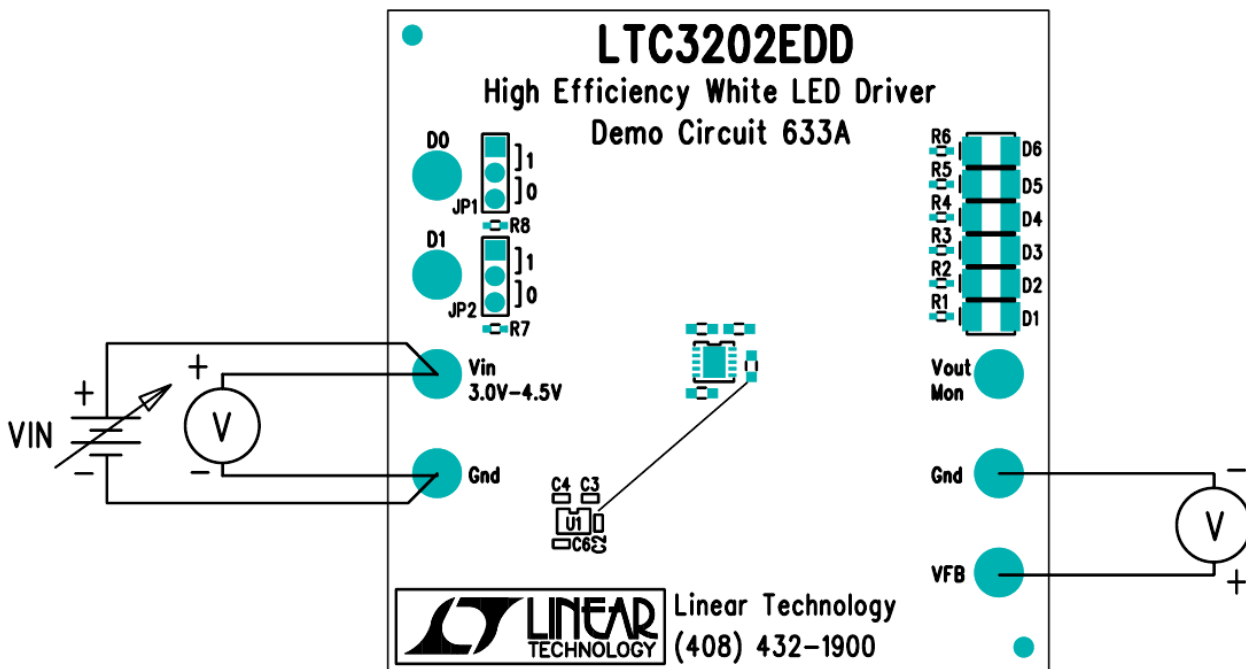 LTC3202EDD
High Efficiency White LED Driver
Demo Circuit 633A
D0
1
0
JP1
R8
D1
1
0
JP2
R7
R6
D6
R5
D5
R4
D4
R3
D3
R2
D2
R1
D1
+
Vin
3.0V-4.5V
+
V
-
VIN
-
Gnd
Vout
Mon
Gnd
-
V
+
VFB
C4 C3
U1
C6 C2
LINEAR
TECHNOLOGY
Linear Technology
(408) 432-1900